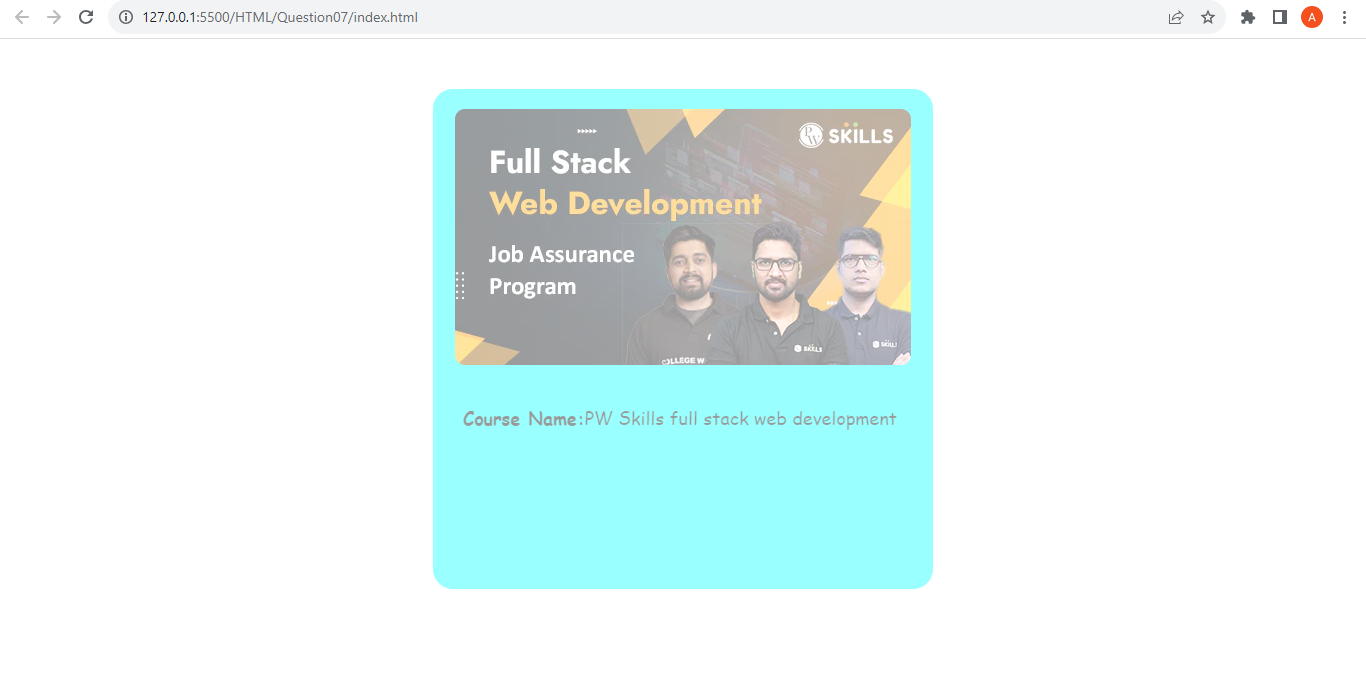 127.0.0.1:5500/HTML/Question07/index.html
A
PW SKILLS
Full Stack
Web Development
Job Assurance
Program
SKILLS
SKILLS
COLLEGE W
Course Name:PW Skills full stack web development